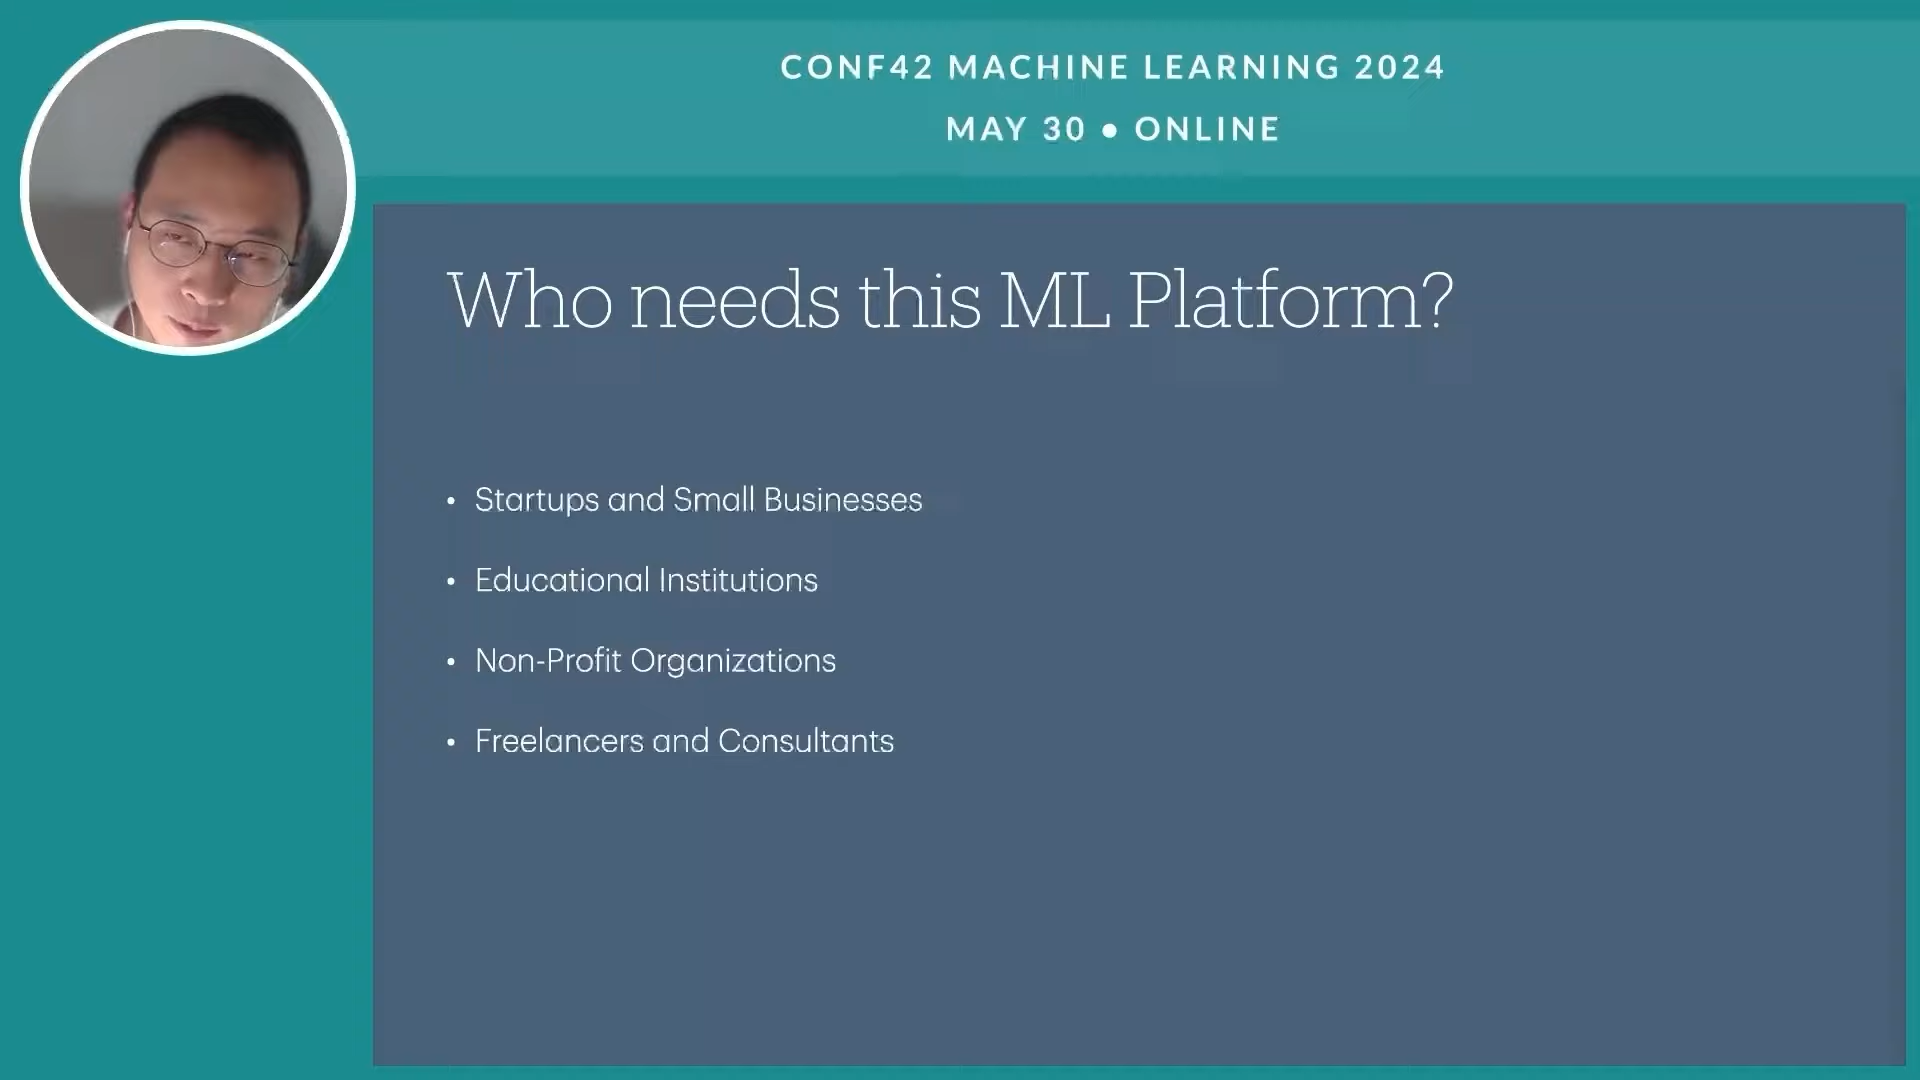 CONF42 MACHINE LEARNING 2024
MAY 30 ● ONLINE
Who needs this ML Platform?
• Startups and Small Businesses
• Educational Institutions
• Non-Profit Organizations
• Freelancers and Consultants